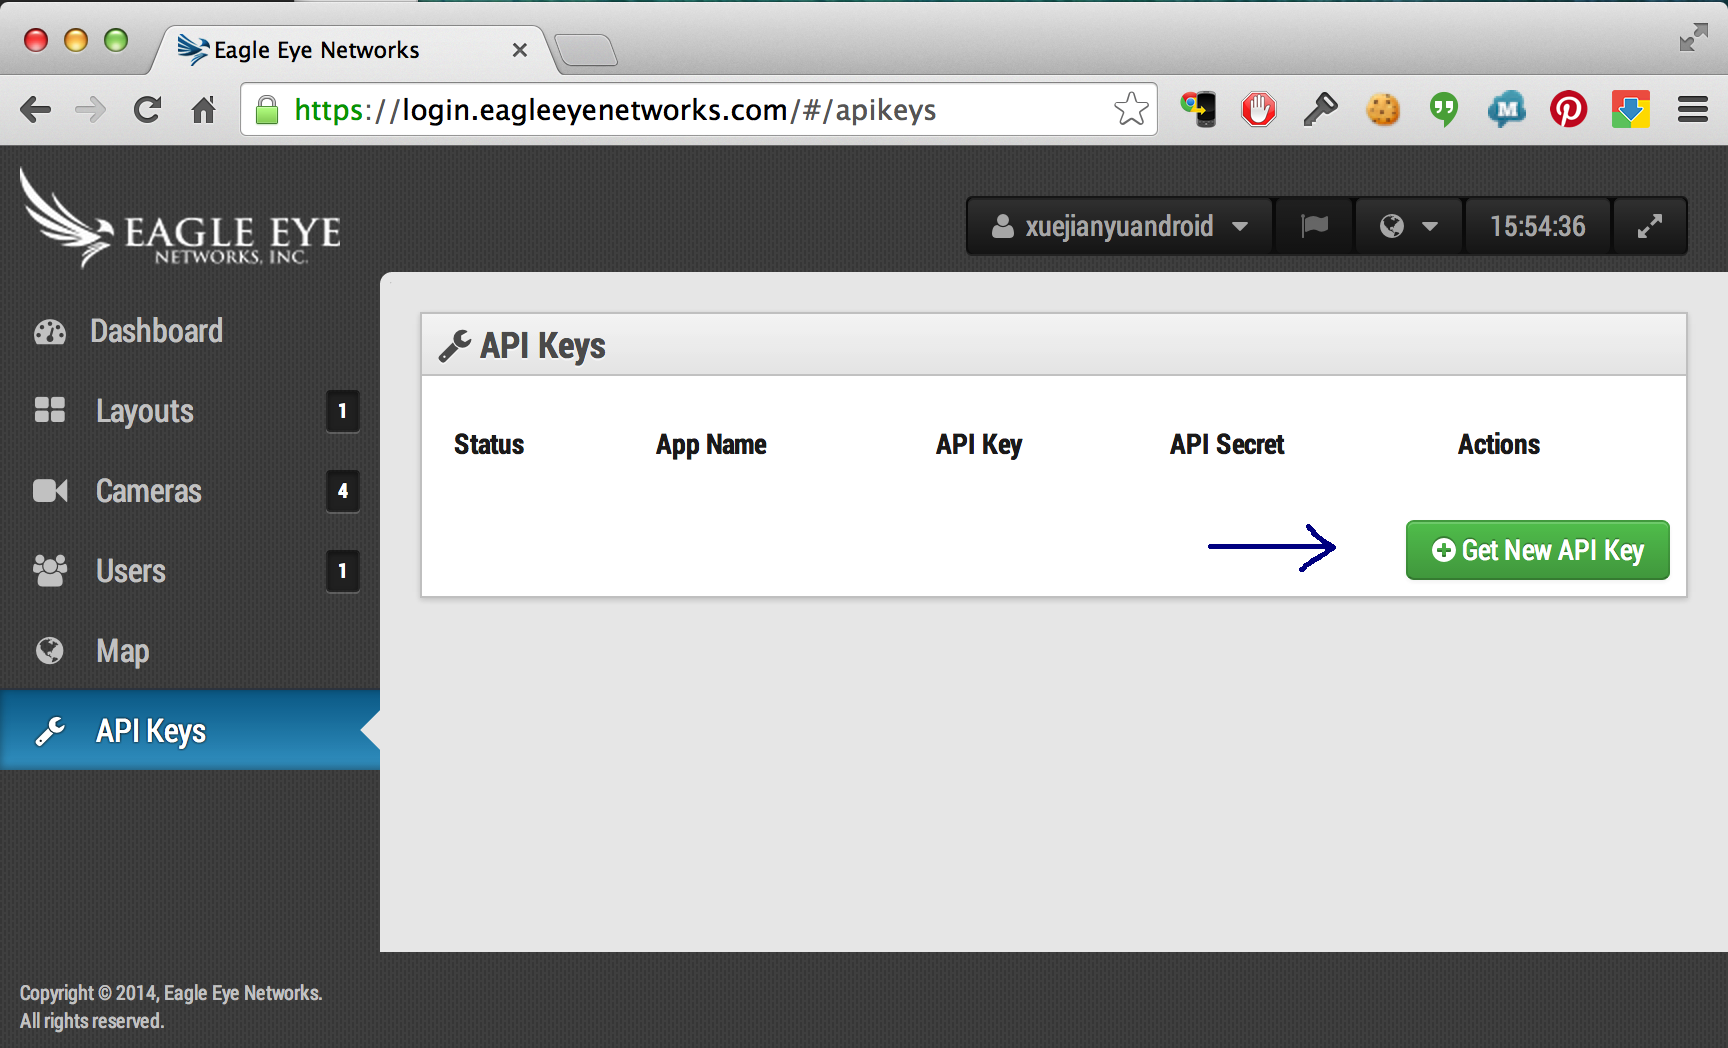 Eagle Eye Networks
https://login.eagleeyenetworks.com/#/apikeys
M
EAGLE EYE
NETWORKS, INC.
xuejianyuandroid
15:54:36
Dashboard
Layouts 1
Cameras 4
Users 1
Map
API Keys
API Keys
Status App Name API Key API Secret Actions
Get New API Key
Copyright © 2014, Eagle Eye Networks.
All rights reserved.